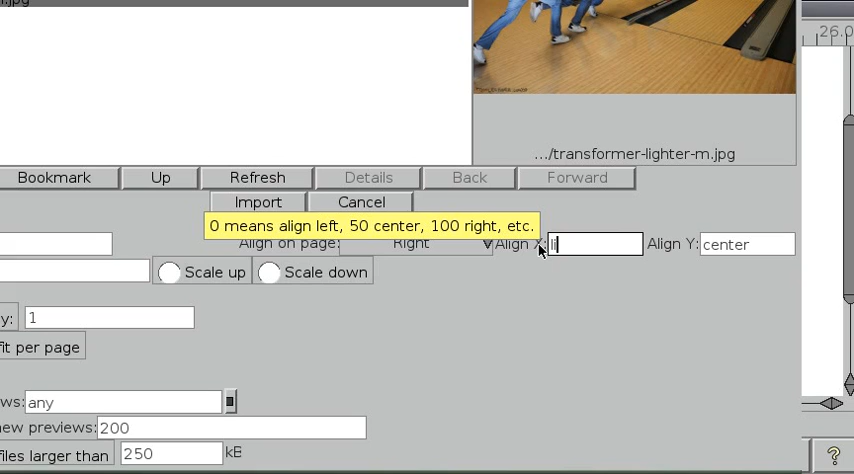 .jpg
26.0
.../transformer-lighter-m.jpg
Bookmark Up Refresh Details Back Forward
Import Cancel
0 means align left, 50 center, 100 right, etc.
Align on page: Right Align X: li Align Y: center
Scale up Scale down
y: 1
fit per page
ws: any
new previews: 200
files larger than 250 kB
?